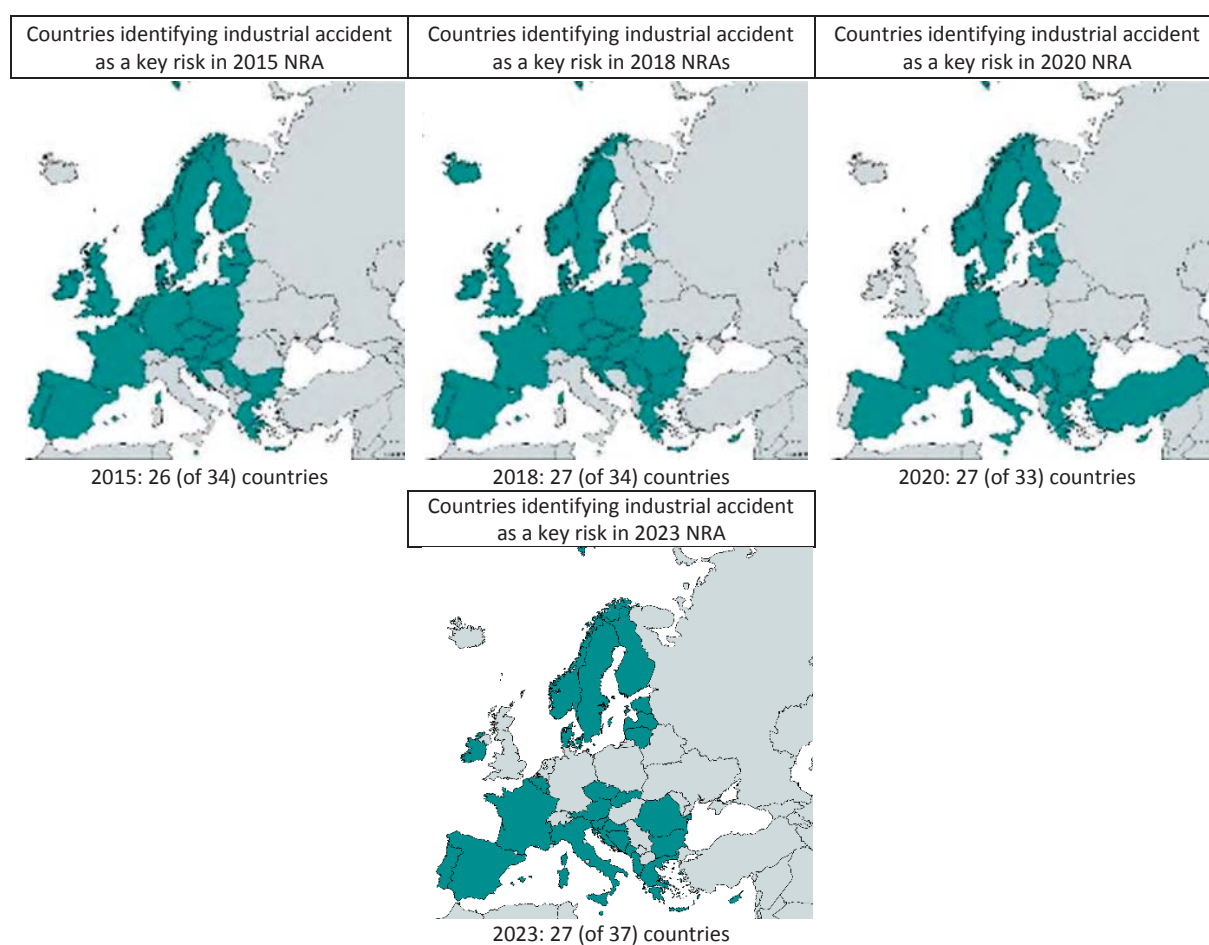 Countries identifying industrial accident
as a key risk in 2015 NRA
Countries identifying industrial accident
as a key risk in 2018 NRAs
Countries identifying industrial accident
as a key risk in 2020 NRA
2015: 26 (of 34) countries
2018: 27 (of 34) countries
2020: 27 (of 33) countries
Countries identifying industrial accident
as a key risk in 2023 NRA
2023: 27 (of 37) countries